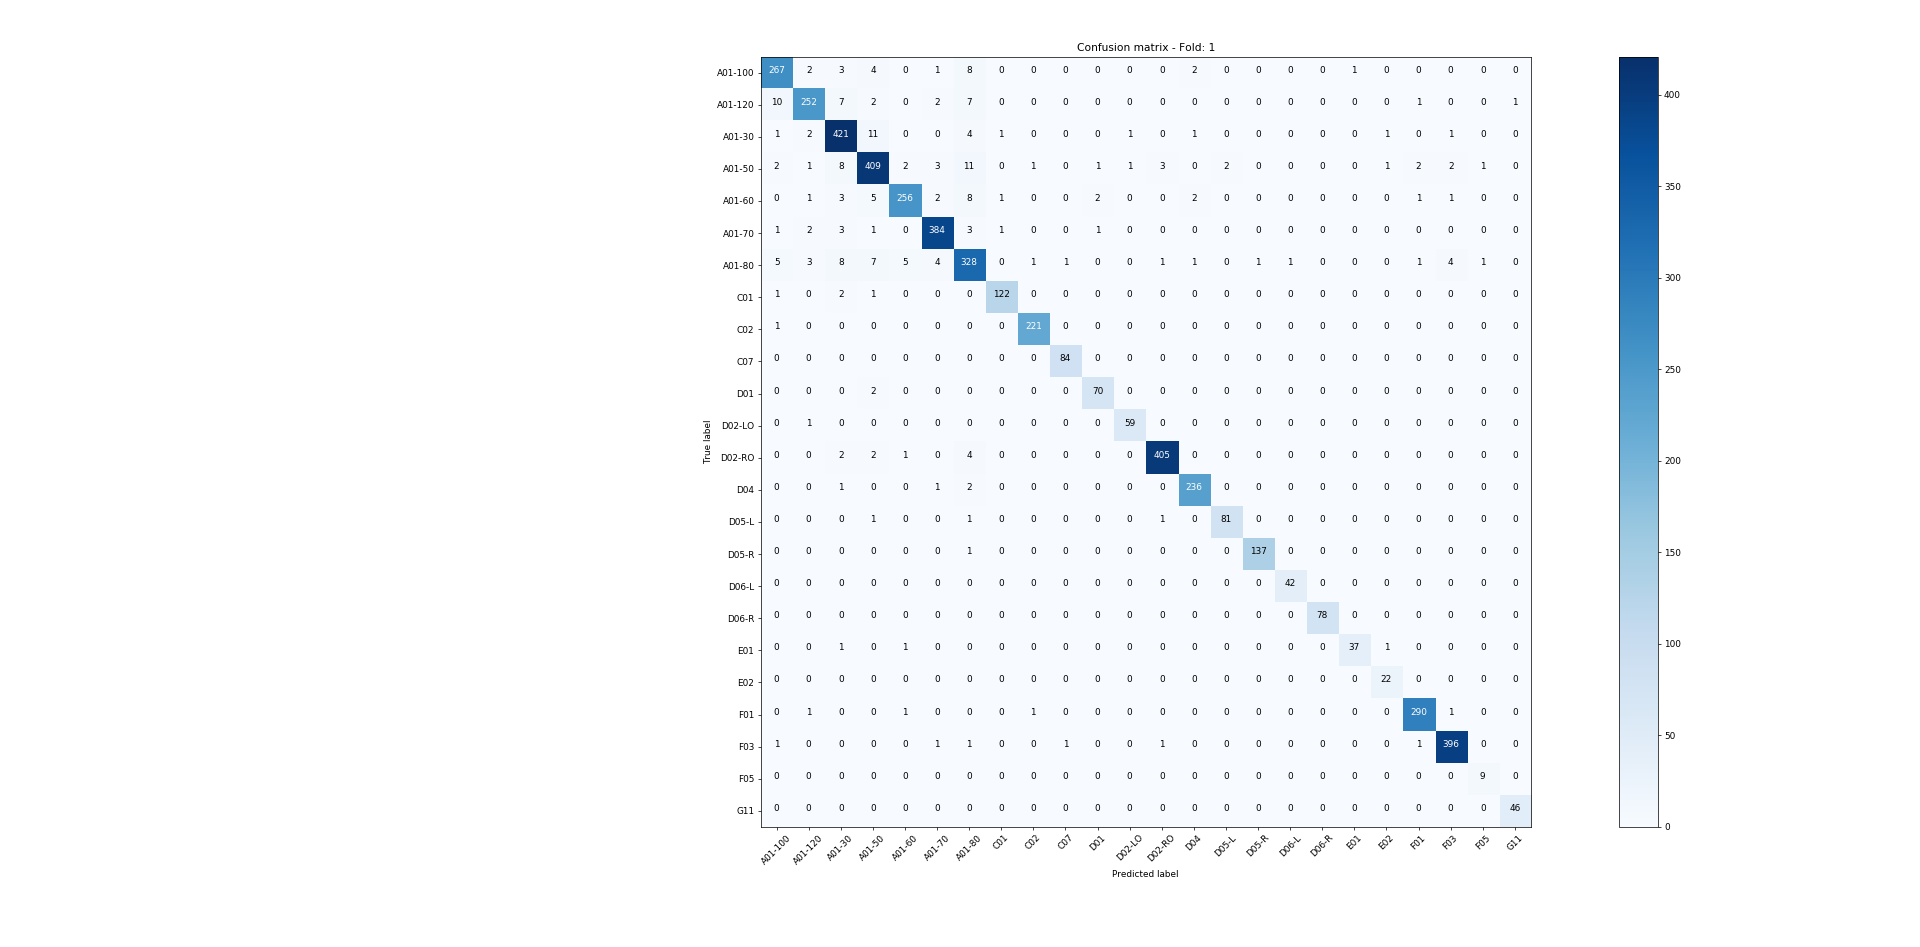 Confusion matrix - Fold: 1
A01-100 267 2 3 4 0 1 8 0 0 0 0 0 0 2 0 0 0 0 1 0 0 0 0 0
A01-120 10 252 7 2 0 2 7 0 0 0 0 0 0 0 0 0 0 0 0 0 1 0 0 1
A01-30 1 2 421 11 0 0 4 1 0 0 0 1 0 1 0 0 0 0 0 1 0 1 0 0
A01-50 2 1 8 409 2 3 11 0 1 0 1 1 3 0 2 0 0 0 0 1 2 2 1 0
A01-60 0 1 3 5 256 2 8 1 0 0 2 0 0 2 0 0 0 0 0 0 1 1 0 0
A01-70 1 2 3 1 0 384 3 1 0 0 1 0 0 0 0 0 0 0 0 0 0 0 0 0
A01-80 5 3 8 7 5 4 328 0 1 1 0 0 1 1 0 1 1 0 0 0 1 4 1 0
C01 1 0 2 1 0 0 0 122 0 0 0 0 0 0 0 0 0 0 0 0 0 0 0 0
C02 1 0 0 0 0 0 0 0 221 0 0 0 0 0 0 0 0 0 0 0 0 0 0 0
C07 0 0 0 0 0 0 0 0 0 84 0 0 0 0 0 0 0 0 0 0 0 0 0 0
D01 0 0 0 2 0 0 0 0 0 0 70 0 0 0 0 0 0 0 0 0 0 0 0 0
D02-LO 0 1 0 0 0 0 0 0 0 0 0 59 0 0 0 0 0 0 0 0 0 0 0 0
D02-RO 0 0 2 2 1 0 4 0 0 0 0 0 405 0 0 0 0 0 0 0 0 0 0 0
D04 0 0 1 0 0 1 2 0 0 0 0 0 0 236 0 0 0 0 0 0 0 0 0 0
D05-L 0 0 0 1 0 0 1 0 0 0 0 0 1 0 81 0 0 0 0 0 0 0 0 0
D05-R 0 0 0 0 0 0 1 0 0 0 0 0 0 0 0 137 0 0 0 0 0 0 0 0
D06-L 0 0 0 0 0 0 0 0 0 0 0 0 0 0 0 0 42 0 0 0 0 0 0 0
D06-R 0 0 0 0 0 0 0 0 0 0 0 0 0 0 0 0 0 78 0 0 0 0 0 0
E01 0 0 1 0 1 0 0 0 0 0 0 0 0 0 0 0 0 0 37 1 0 0 0 0
E02 0 0 0 0 0 0 0 0 0 0 0 0 0 0 0 0 0 0 0 22 0 0 0 0
F01 0 1 0 0 1 0 0 0 1 0 0 0 0 0 0 0 0 0 0 0 290 1 0 0
F03 1 0 0 0 0 1 1 0 0 1 0 0 1 0 0 0 0 0 0 0 1 396 0 0
F05 0 0 0 0 0 0 0 0 0 0 0 0 0 0 0 0 0 0 0 0 0 0 9 0
G11 0 0 0 0 0 0 0 0 0 0 0 0 0 0 0 0 0 0 0 0 0 0 0 46
True label
A01-100 A01-120 A01-30 A01-50 A01-60 A01-70 A01-80 C01 C02 C07 D01 D02-LO D02-RO D04 D05-L D05-R D06-L D06-R E01 E02 F01 F03 F05 G11
Predicted label
400
350
300
250
200
150
100
50
0